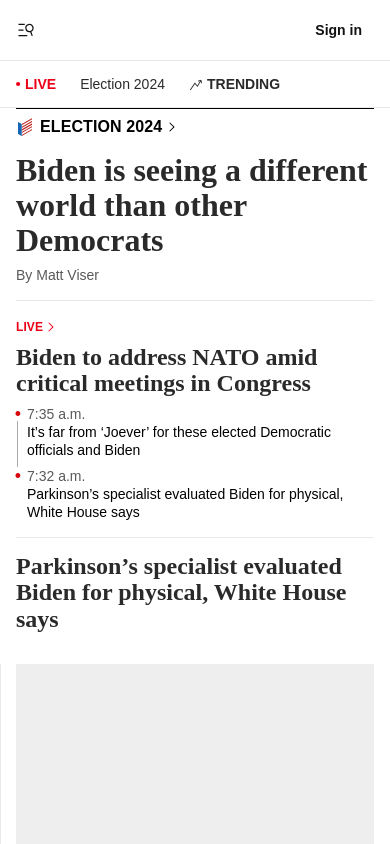 Sign in
LIVE
Election 2024
TRENDING
ELECTION 2024
Biden is seeing a different
world than other
Democrats
By Matt Viser
LIVE
Biden to address NATO amid
critical meetings in Congress
7:35 a.m.
It’s far from ‘Joever’ for these elected Democratic
officials and Biden
7:32 a.m.
Parkinson’s specialist evaluated Biden for physical,
White House says
Parkinson’s specialist evaluated
Biden for physical, White House
says